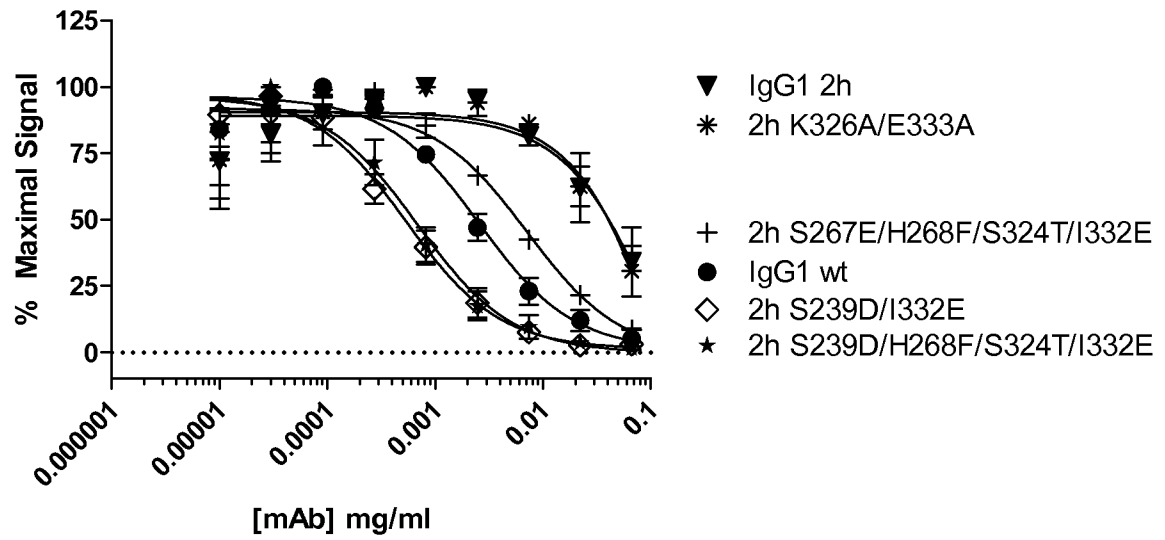 125
100
75
50
25
0
% Maximal Signal
0.000001
0.00001
0.0001
0.001
0.01
0.1
[mAb] mg/ml
IgG1 2h
2h K326A/E333A
2h S267E/H268F/S324T/I332E
IgG1 wt
2h S239D/I332E
2h S239D/H268F/S324T/I332E